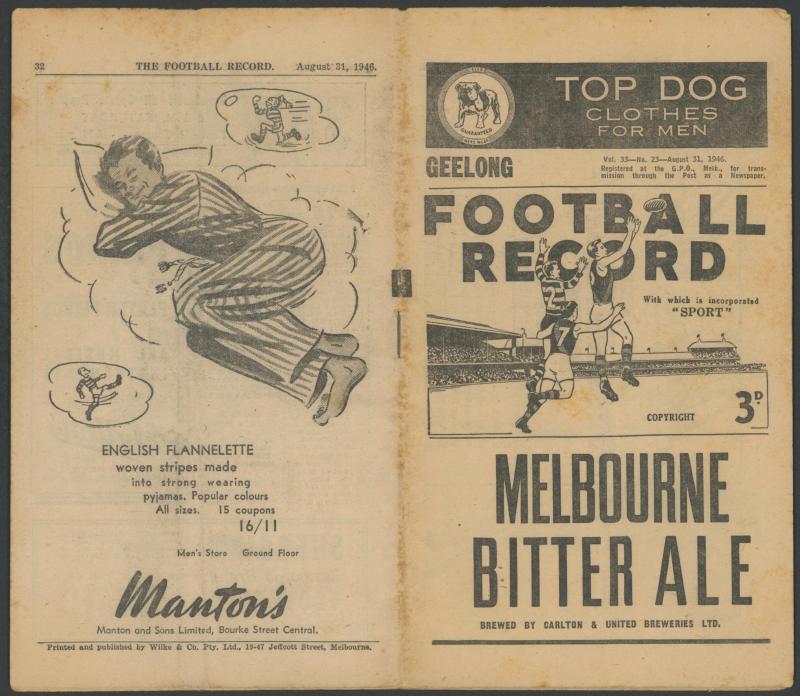 32 THE FOOTBALL RECORD. August 31, 1946.
ENGLISH FLANNELETTE
woven stripes made
into strong wearing
pyjamas. Popular colours
All sizes. 15 coupons
16/11
Men's Store Ground Floor
Manton's
Manton and Sons Limited, Bourke Street Central.
Printed and published by Wilke & Co. Pty. Ltd., 19-47 Jeffcott Street, Melbourne.
TOP DOG
CLOTHES
FOR MEN
GUARANTEED
GEELONG
Vol. 33—No. 23—August 31, 1946.
Registered at the G.P.O., Melb., for trans-
mission through the Post as a Newspaper.
FOOTBALL
RECORD
With which is incorporated
"SPORT"
2
7
COPYRIGHT
3D.
MELBOURNE
BITTER ALE
BREWED BY CARLTON & UNITED BREWERIES LTD.